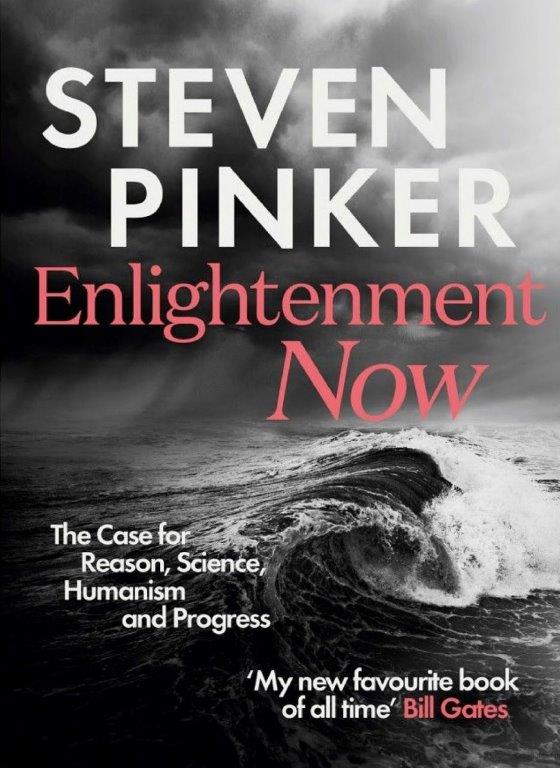 STEVEN
PINKER
Enlightenment
Now
The Case for
Reason, Science,
Humanism
and Progress
‘My new favourite book
of all time’ Bill Gates